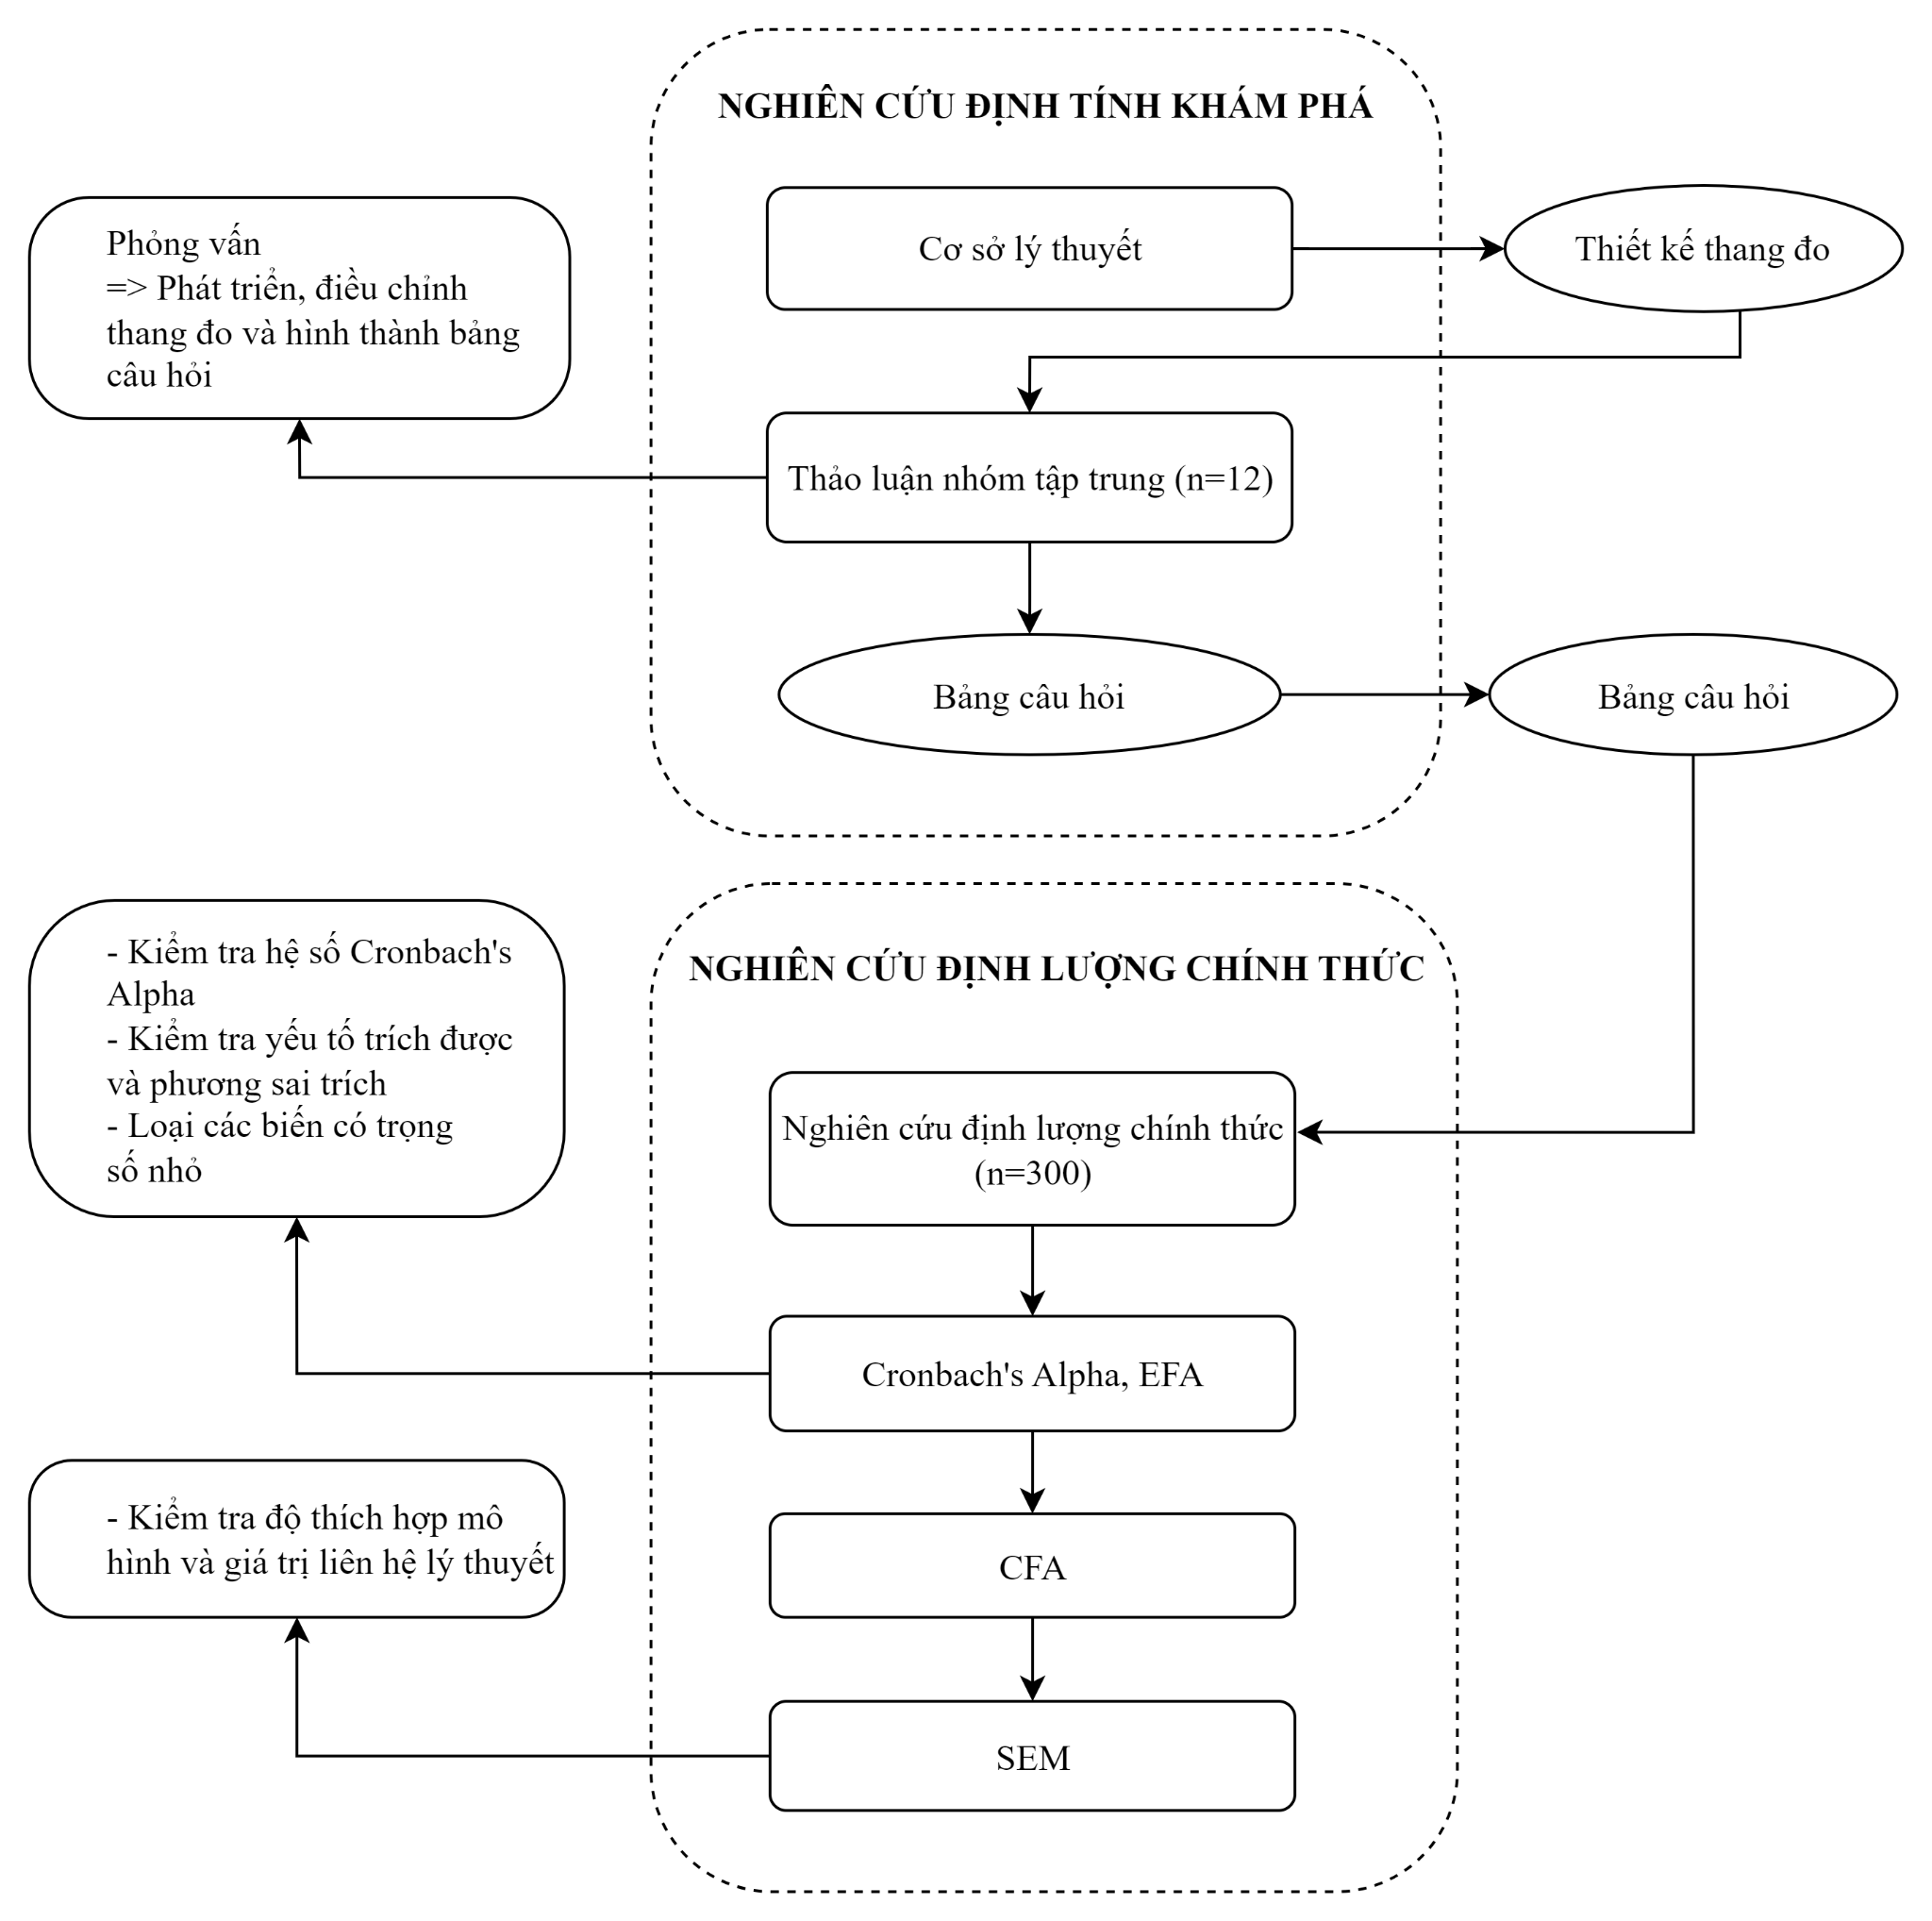 NGHIÊN CỨU ĐỊNH TÍNH KHÁM PHÁ
Cơ sở lý thuyết
Thiết kế thang đo
Phỏng vấn
=> Phát triển, điều chỉnh
thang đo và hình thành bảng
câu hỏi
Thảo luận nhóm tập trung (n=12)
Bảng câu hỏi
Bảng câu hỏi
NGHIÊN CỨU ĐỊNH LƯỢNG CHÍNH THỨC
- Kiểm tra hệ số Cronbach's
Alpha
- Kiểm tra yếu tố trích được
và phương sai trích
- Loại các biến có trọng
số nhỏ
Nghiên cứu định lượng chính thức
(n=300)
Cronbach's Alpha, EFA
- Kiểm tra độ thích hợp mô
hình và giá trị liên hệ lý thuyết
CFA
SEM